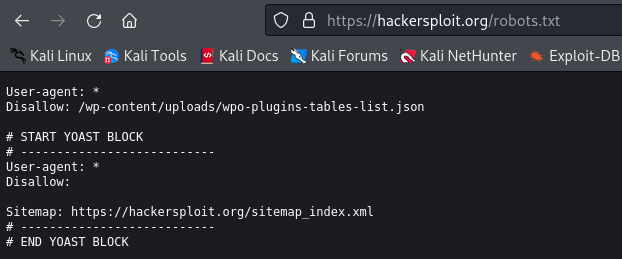 https://hackersploit.org/robots.txt
Kali Linux Kali Tools Kali Docs Kali Forums Kali NetHunter Exploit-DB
User-agent: *
Disallow: /wp-content/uploads/wpo-plugins-tables-list.json
# START YOAST BLOCK
# ---------------------------
User-agent: *
Disallow:
Sitemap: https://hackersploit.org/sitemap_index.xml
# ---------------------------
# END YOAST BLOCK